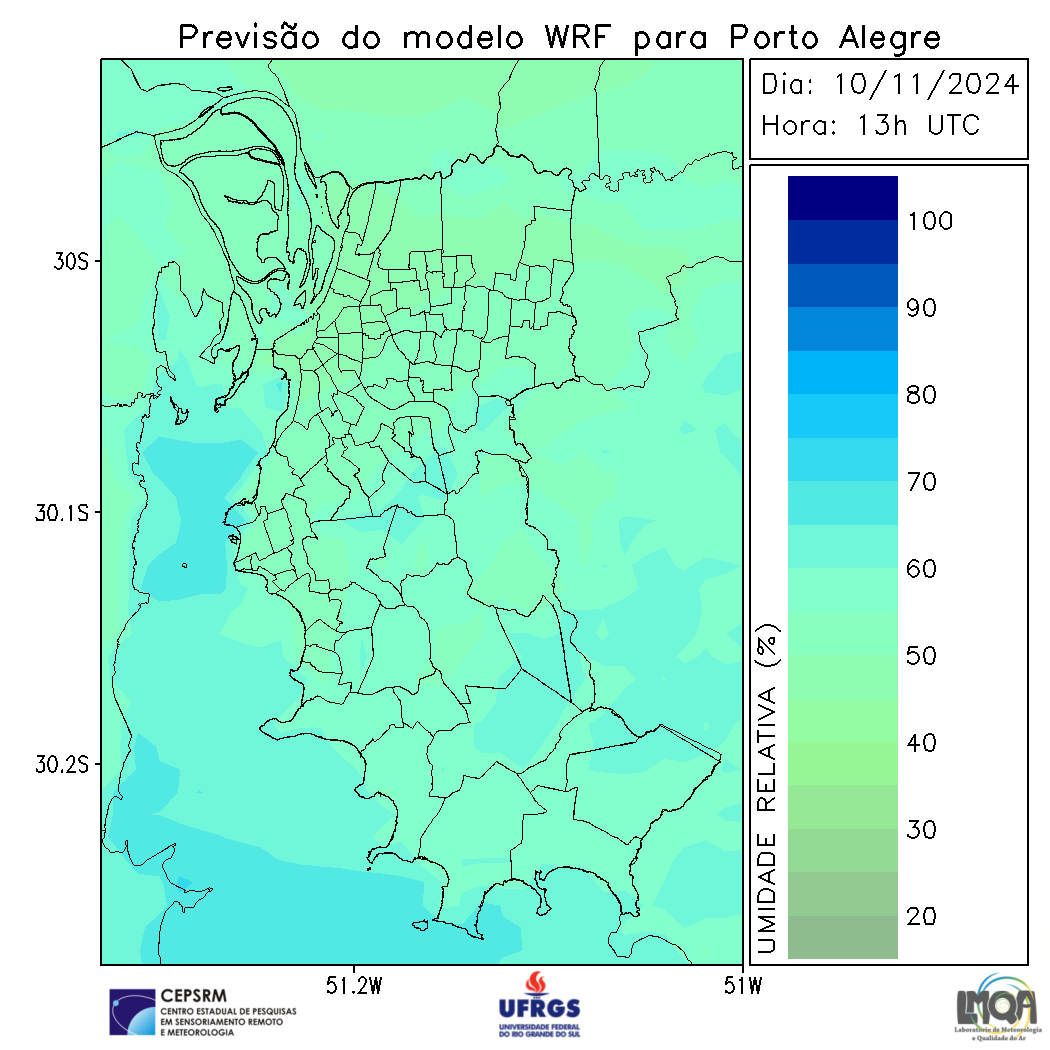 Previsão do modelo WRF para Porto Alegre
Dia: 10/11/2024
Hora: 13h UTC
30S
30.1S
30.2S
51.2W
51W
100
90
80
70
60
50
40
30
20
UMIDADE RELATIVA (%)
CEPSRM
CENTRO ESTADUAL DE PESQUISAS
EM SENSORIAMENTO REMOTO
E METEOROLOGIA
UFRGS
UNIVERSIDADE FEDERAL
DO RIO GRANDE DO SUL
LMQA
Laboratório de Meteorologia
e Qualidade do Ar